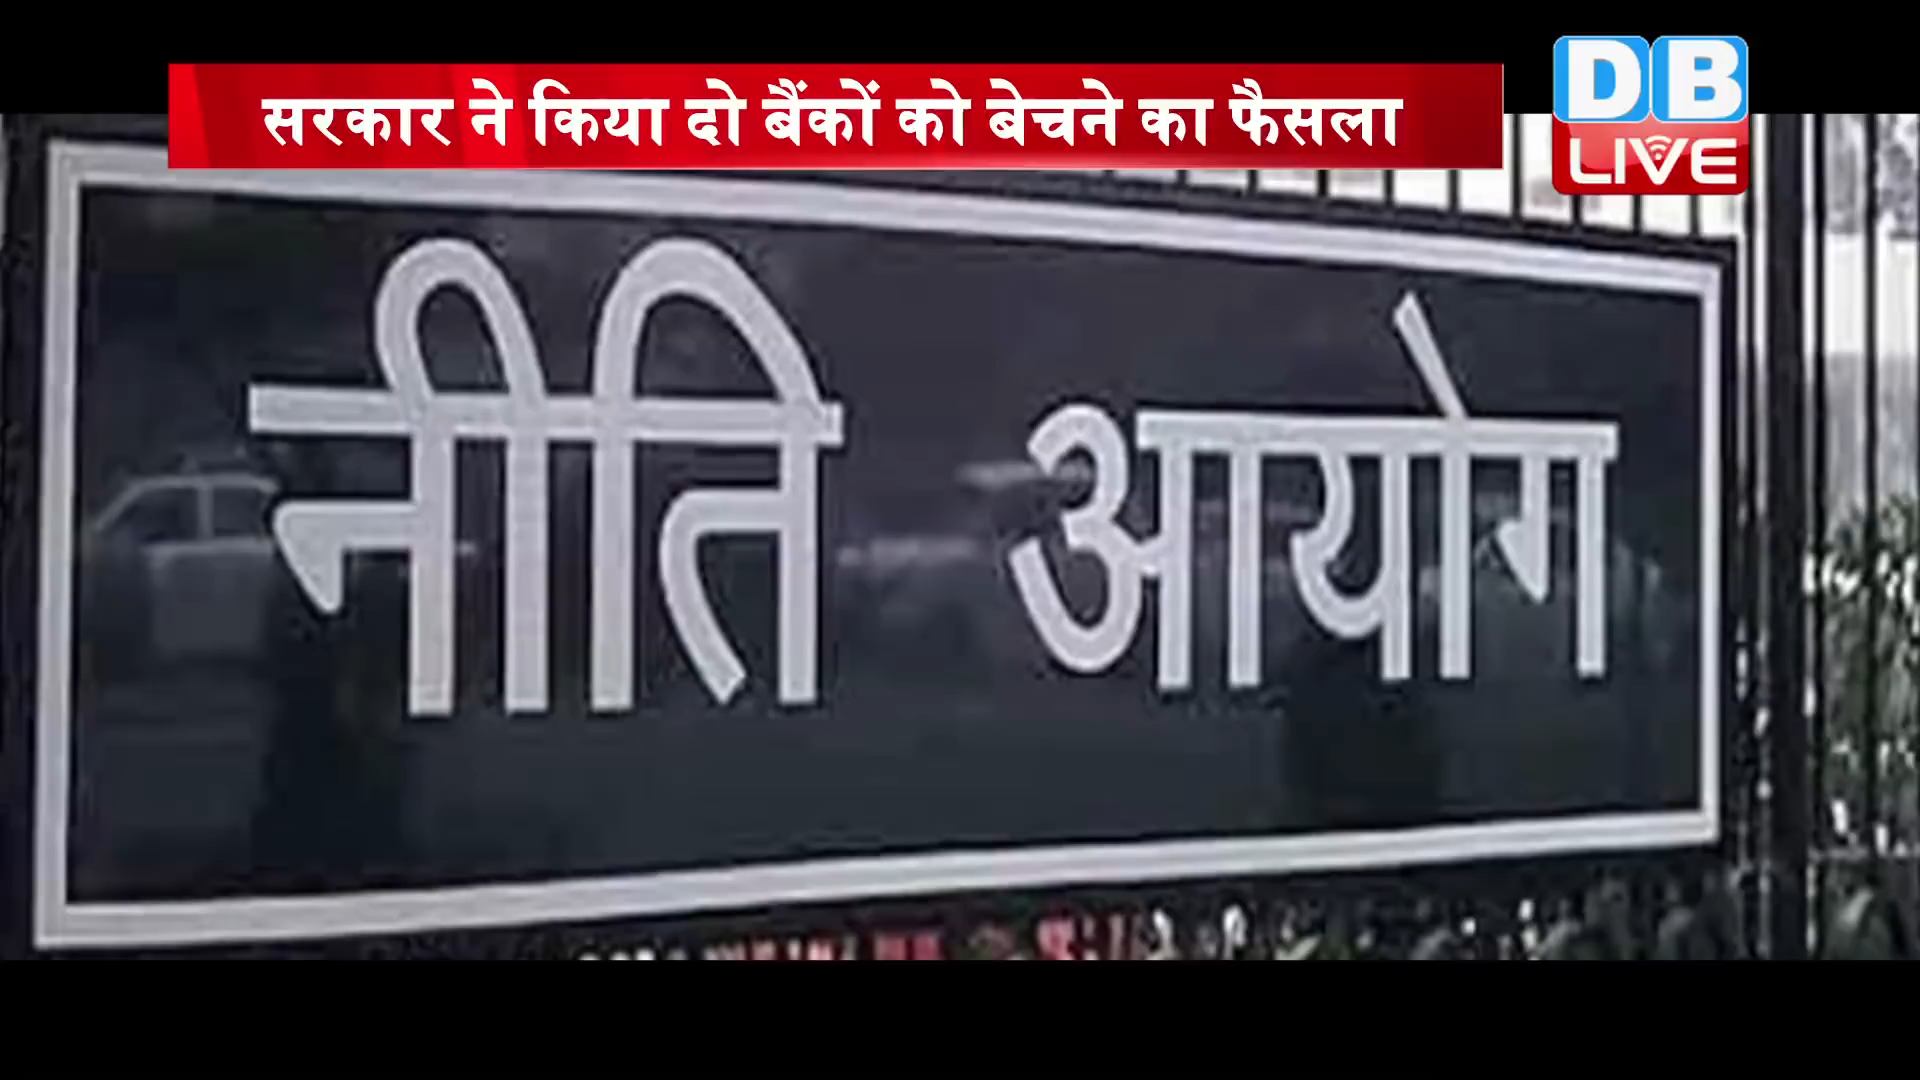 सरकार ने किया दो बैंकों को बेचने का फैसला
DB
LIVE
नीति आयोग